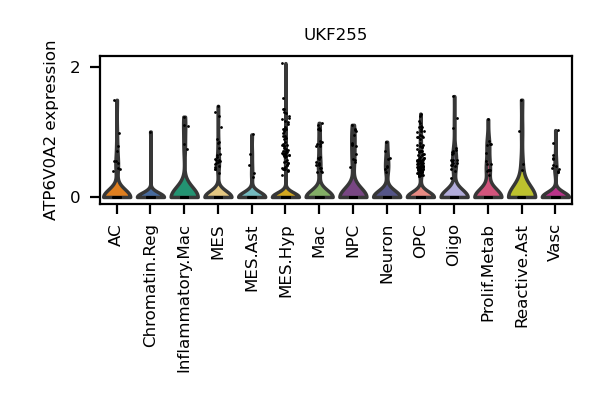 UKF255
ATP6V0A2 expression
2
0
AC
Chromatin.Reg
Inflammatory.Mac
MES
MES.Ast
MES.Hyp
Mac
NPC
Neuron
OPC
Oligo
Prolif.Metab
Reactive.Ast
Vasc